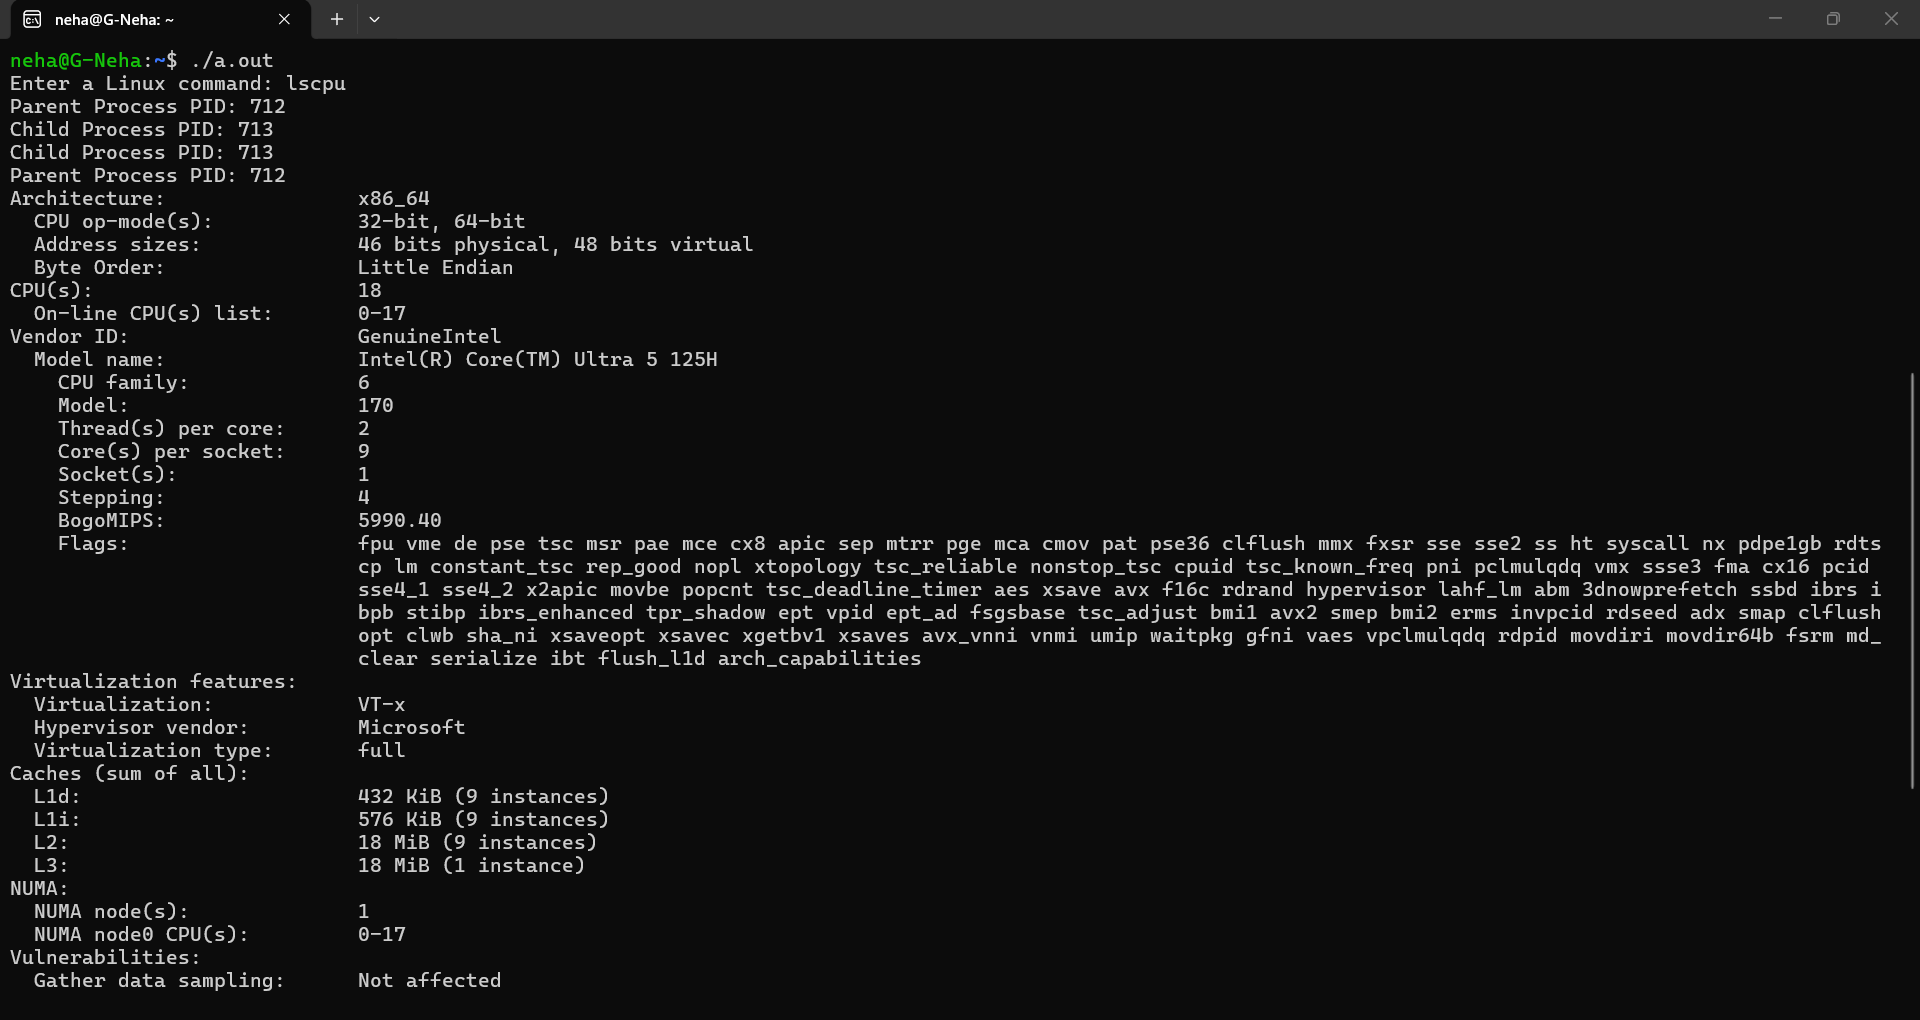 neha@G-Neha: ~
neha@G-Neha:~$ ./a.out
Enter a Linux command: lscpu
Parent Process PID: 712
Child Process PID: 713
Child Process PID: 713
Parent Process PID: 712
Architecture: x86_64
CPU op-mode(s): 32-bit, 64-bit
Address sizes: 46 bits physical, 48 bits virtual
Byte Order: Little Endian
CPU(s): 18
On-line CPU(s) list: 0-17
Vendor ID: GenuineIntel
Model name: Intel(R) Core(TM) Ultra 5 125H
CPU family: 6
Model: 170
Thread(s) per core: 2
Core(s) per socket: 9
Socket(s): 1
Stepping: 4
BogoMIPS: 5990.40
Flags: fpu vme de pse tsc msr pae mce cx8 apic sep mtrr pge mca cmov pat pse36 clflush mmx fxsr sse sse2 ss ht syscall nx pdpe1gb rdts
cp lm constant_tsc rep_good nopl xtopology tsc_reliable nonstop_tsc cpuid tsc_known_freq pni pclmulqdq vmx ssse3 fma cx16 pcid
sse4_1 sse4_2 x2apic movbe popcnt tsc_deadline_timer aes xsave avx f16c rdrand hypervisor lahf_lm abm 3dnowprefetch ssbd ibrs i
bpb stibp ibrs_enhanced tpr_shadow ept vpid ept_ad fsgsbase tsc_adjust bmi1 avx2 smep bmi2 erms invpcid rdseed adx smap clflush
opt clwb sha_ni xsaveopt xsavec xgetbv1 xsaves avx_vnni vnmi umip waitpkg gfni vaes vpclmulqdq rdpid movdiri movdir64b fsrm md_
clear serialize ibt flush_l1d arch_capabilities
Virtualization features:
Virtualization: VT-x
Hypervisor vendor: Microsoft
Virtualization type: full
Caches (sum of all):
L1d: 432 KiB (9 instances)
L1i: 576 KiB (9 instances)
L2: 18 MiB (9 instances)
L3: 18 MiB (1 instance)
NUMA:
NUMA node(s): 1
NUMA node0 CPU(s): 0-17
Vulnerabilities:
Gather data sampling: Not affected